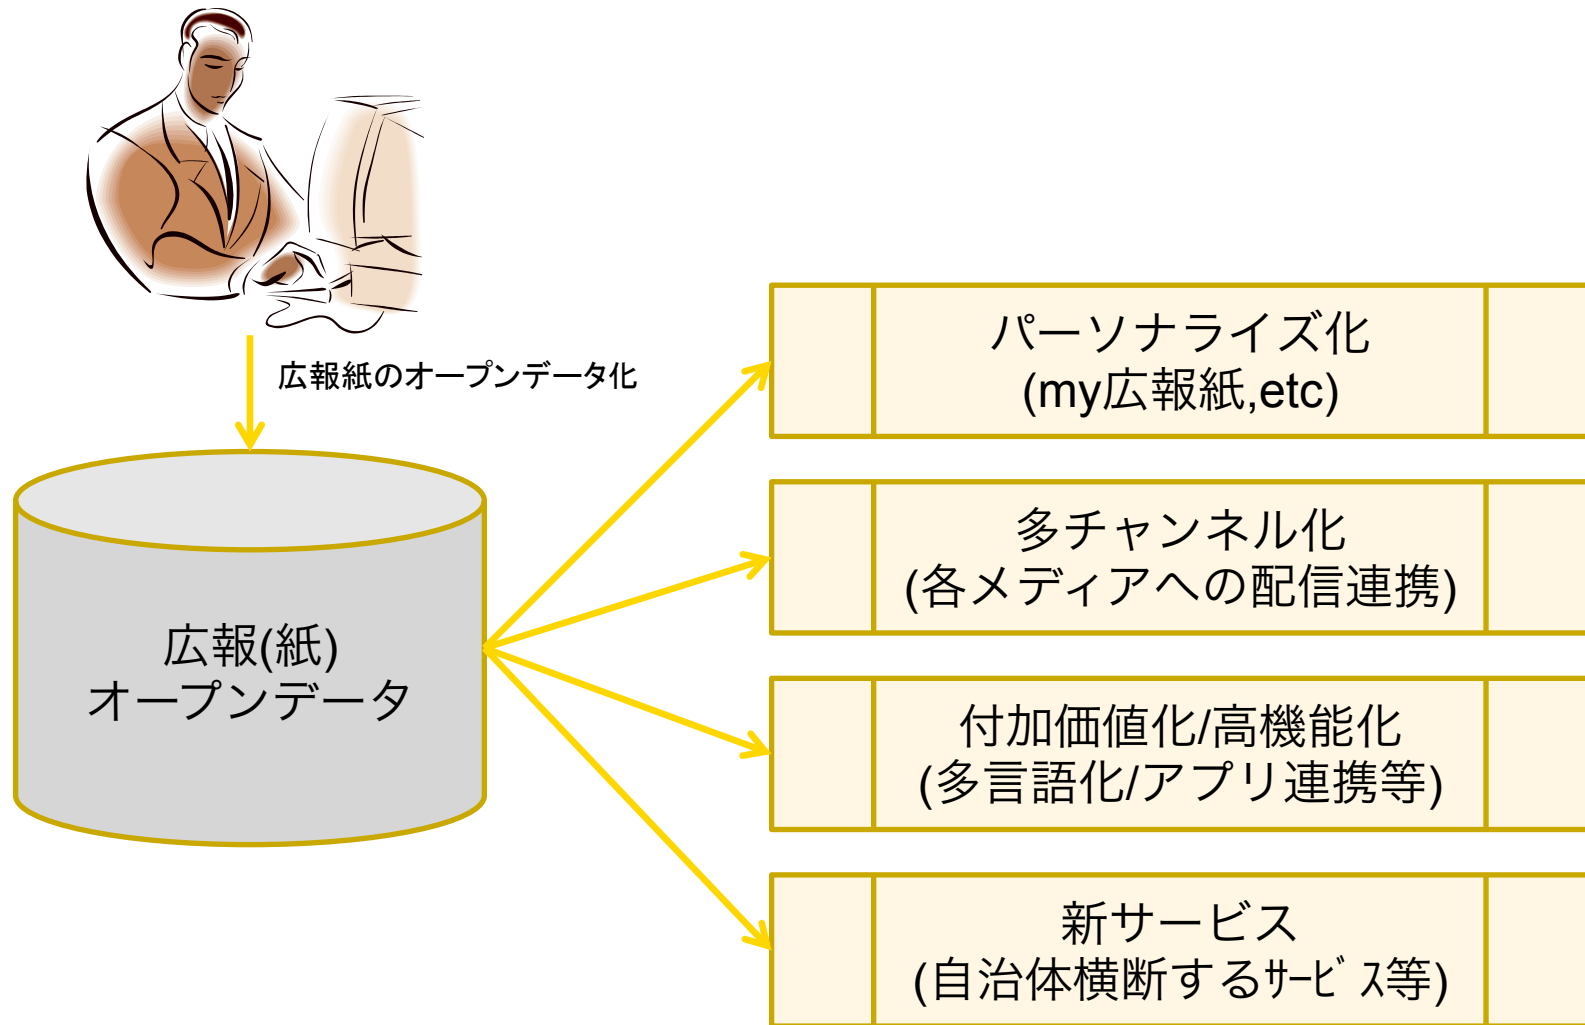 広報紙のオープンデータ化
広報(紙)
オープンデータ
パーソナライズ化
(my広報紙,etc)
多チャンネル化
(各メディアへの配信連携)
付加価値化/高機能化
(多言語化/アプリ連携等)
新サービス
(自治体横断するｻｰﾋﾞｽ等)